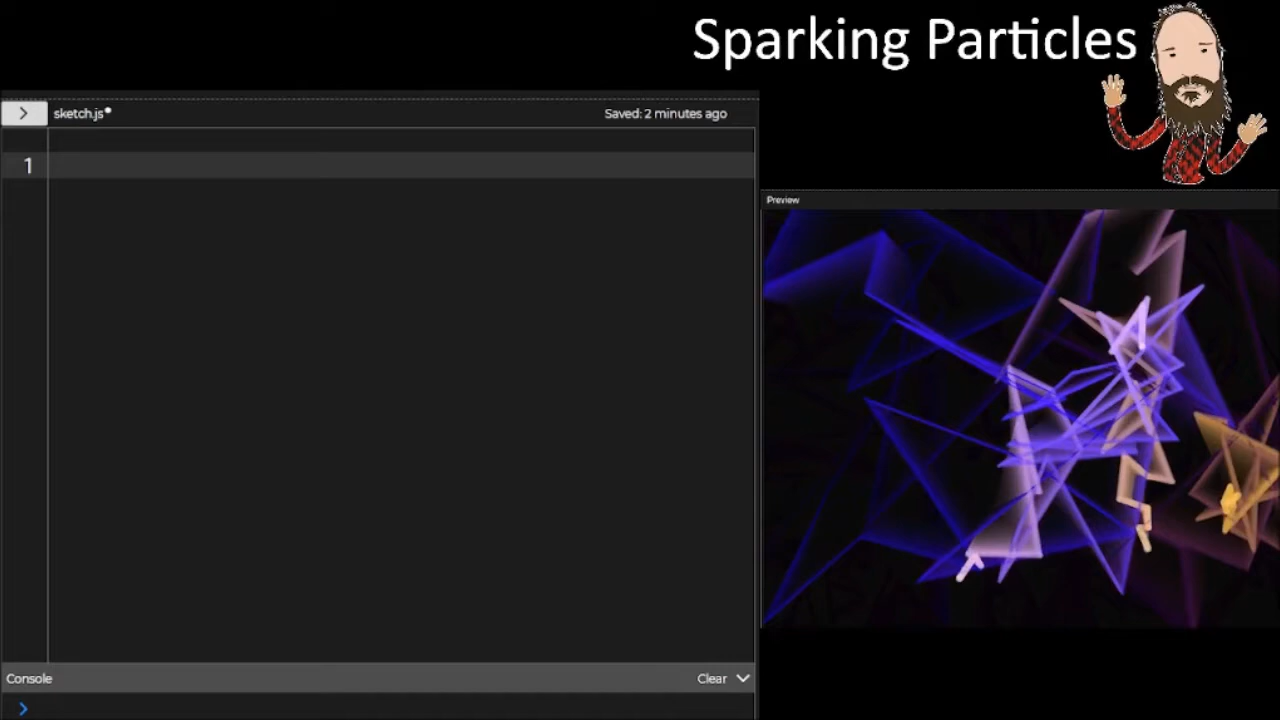 Sparking Particles
sketch.js•
Saved: 2 minutes ago
1
Preview
Console
Clear